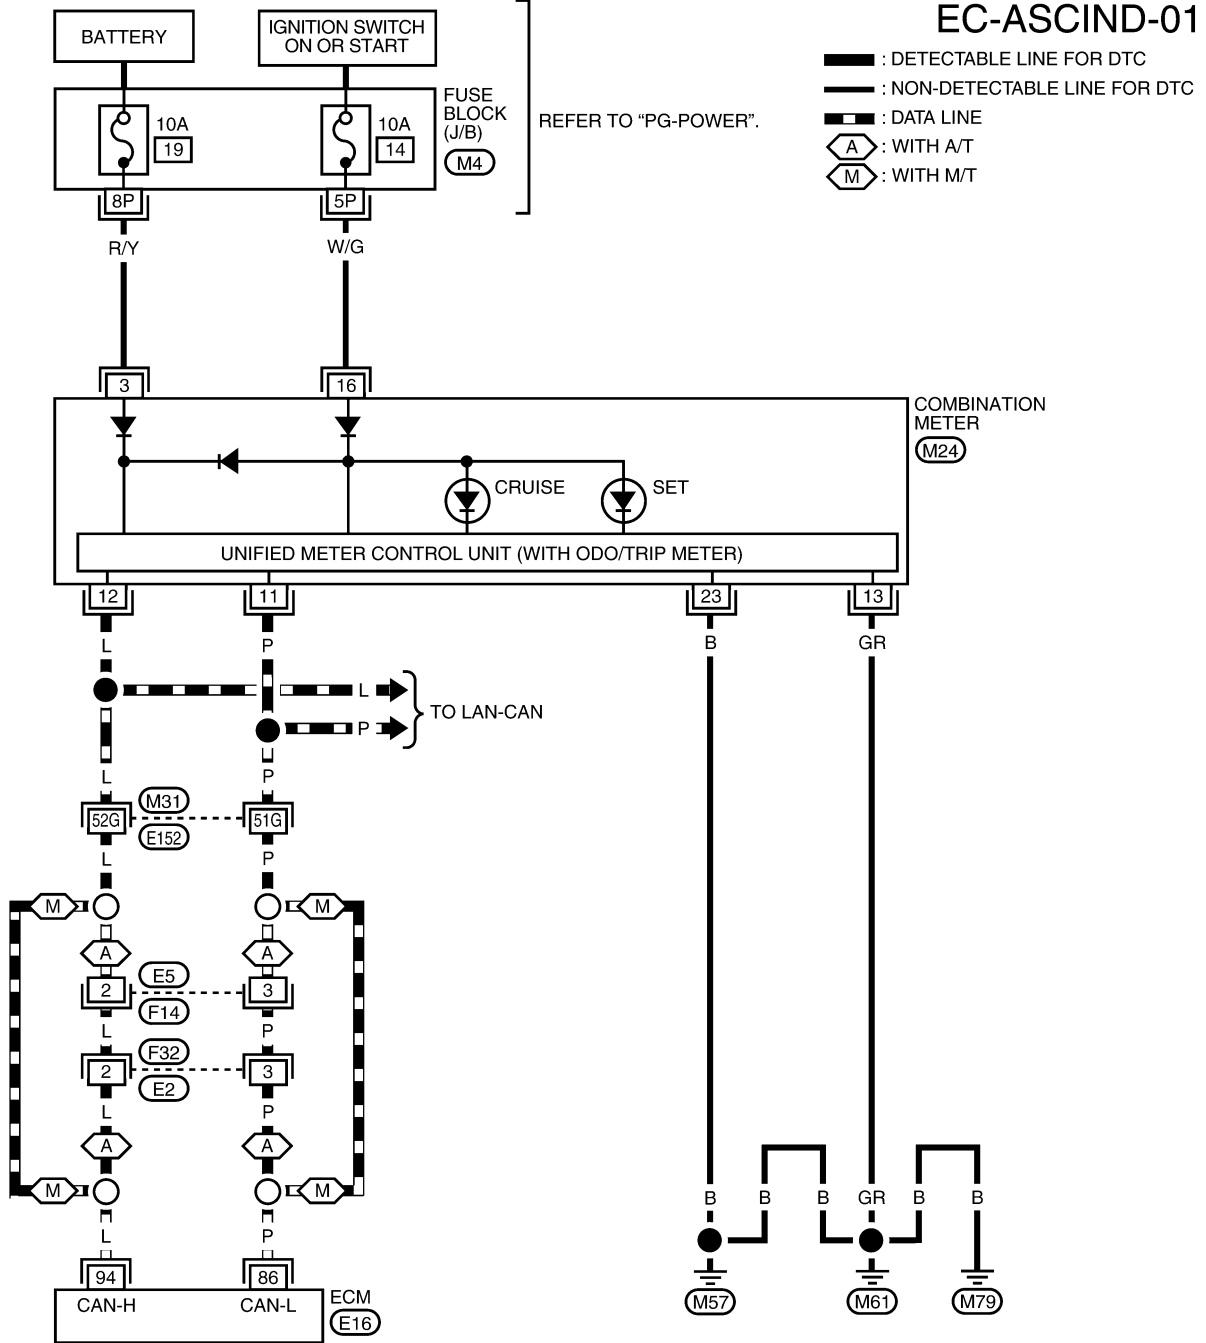 EC-ASCIND-01
BATTERY
IGNITION SWITCH
ON OR START
: DETECTABLE LINE FOR DTC
: NON-DETECTABLE LINE FOR DTC
: DATA LINE
A : WITH A/T
M : WITH M/T
10A
19
10A
14
FUSE
BLOCK
(J/B)
M4
REFER TO “PG-POWER”.
8P
5P
R/Y
W/G
3
16
COMBINATION
METER
M24
CRUISE
SET
UNIFIED METER CONTROL UNIT (WITH ODO/TRIP METER)
12
11
23
13
L
P
B
GR
L
P
TO LAN-CAN
L
P
52G
M31
E152
51G
L
P
M
M
A
A
2
E5
F14
3
L
P
2
F32
E2
3
L
P
A
A
M
M
B
B
B
GR
B
B
L
P
94
86
CAN-H
CAN-L
ECM
E16
M57
M61
M79